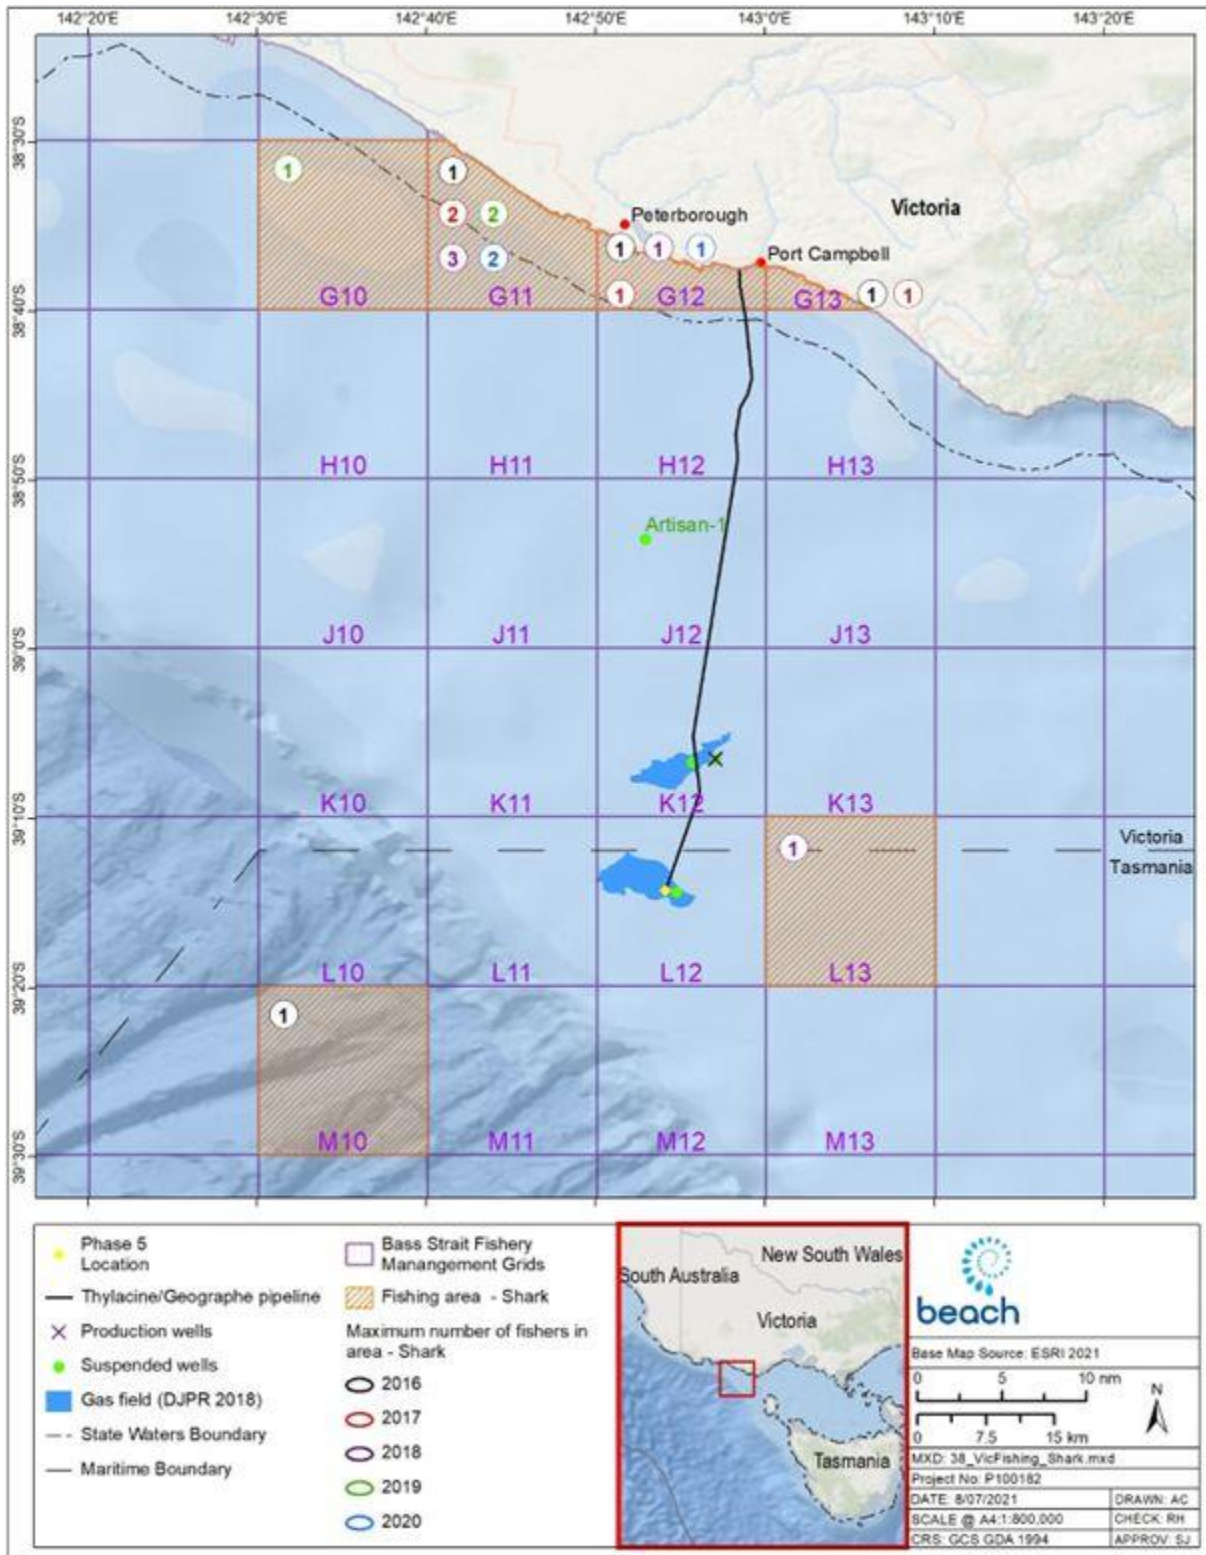 142°20'E 142°30'E 142°40'E 142°50'E 143°0'E 143°10'E 143°20'E
38°30'S
38°40'S
38°50'S
39°0'S
39°10'S
39°20'S
39°30'S
1
1
2 2
3 2
Peterborough
Victoria
1 1 1
Port Campbell
G10 G11 1 G12 G13 1 1
H10 H11 H12 H13
Artisan-1
J10 J11 J12 J13
K10 K11 K12 K13
1
Victoria
Tasmania
L10 L11 L12 L13
1
M10 M11 M12 M13
Phase 5
Location
Thylacine/Geographe pipeline
Production wells
Suspended wells
Gas field (DJPR 2018)
State Waters Boundary
Maritime Boundary
Bass Strait Fishery
Manangement Grids
Fishing area - Shark
Maximum number of fishers in
area - Shark
2016
2017
2018
2019
2020
New South Wales
South Australia
Victoria
Tasmania
beach
Base Map Source: ESRI 2021
0 5 10 nm
N
0 7.5 15 km
MXD: 38_VicFishing_Shark.mxd
Project No: P100182
DATE: 8/07/2021 DRAWN: AC
SCALE @ A4:1:800,000 CHECK: RH
CRS: GCS GDA 1994 APPROV: SJ